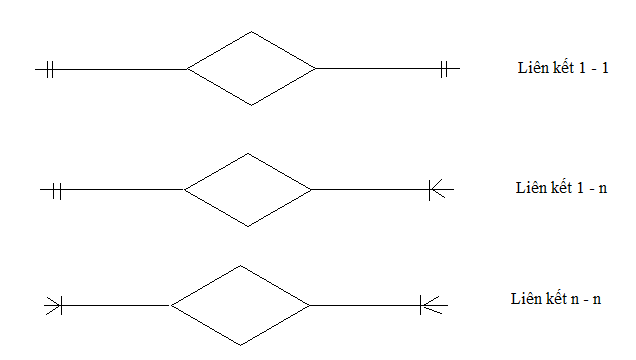 Liên kết 1 - 1
Liên kết 1 - n
Liên kết n - n